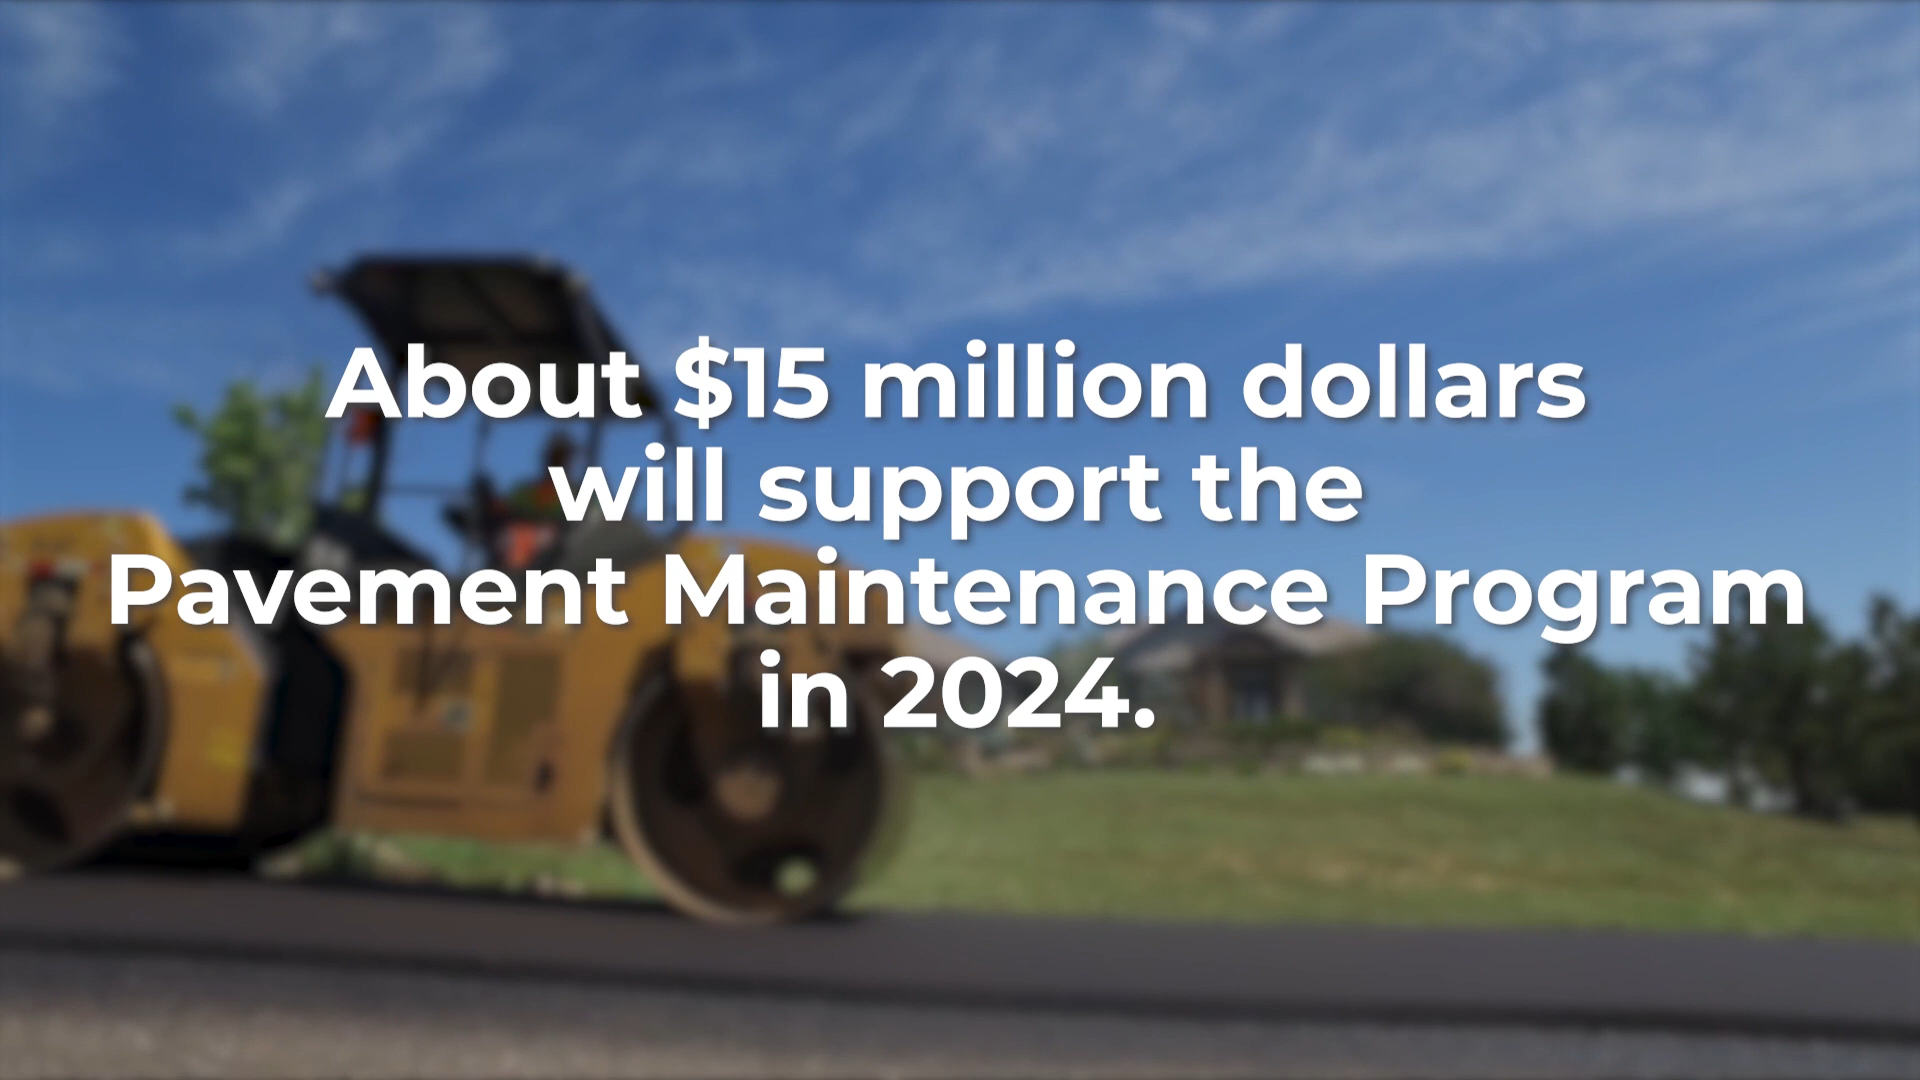 About $15 million dollars
will support the
Pavement Maintenance Program
in 2024.